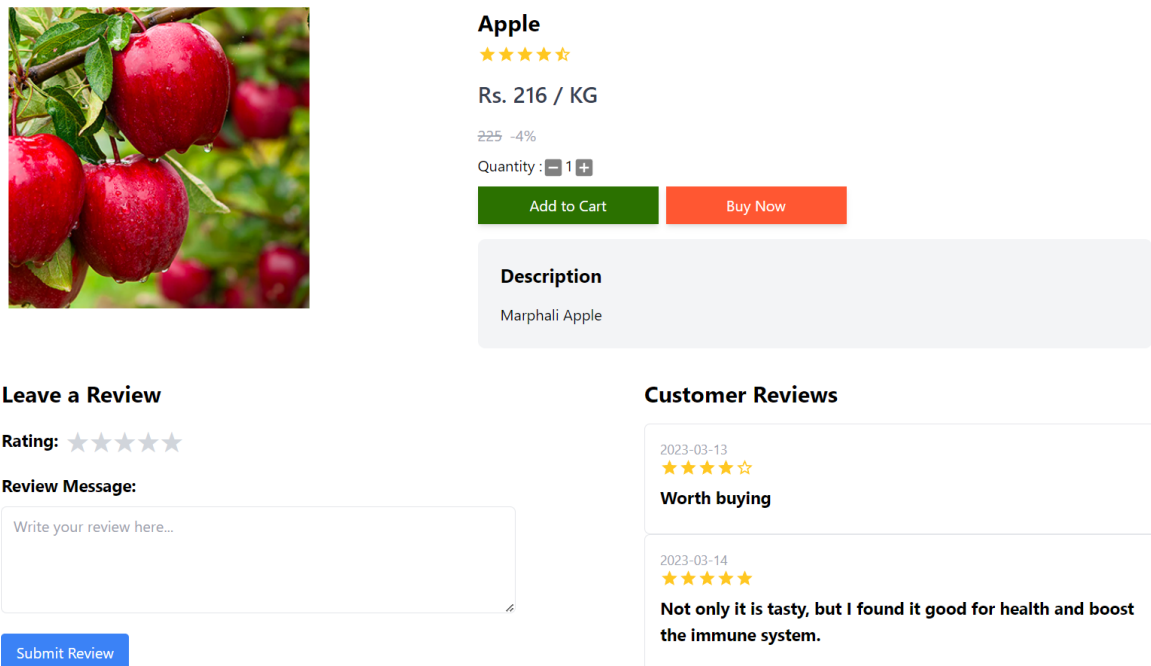 Apple
Rs. 216 / KG
225 -4%
Quantity : 1
Add to Cart Buy Now
Description
Marphali Apple
Leave a Review
Rating:
Review Message:
Write your review here...
Submit Review
Customer Reviews
2023-03-13
Worth buying
2023-03-14
Not only it is tasty, but I found it good for health and boost
the immune system.